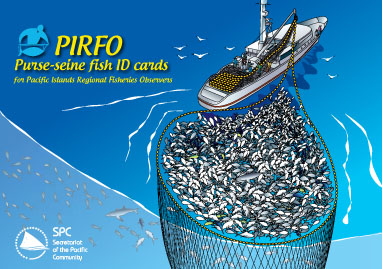 PIRFO
Purse-seine fish ID cards
for Pacific Islands Regional Fisheries Observers
SPC
Secretariat
of the Pacific
Community